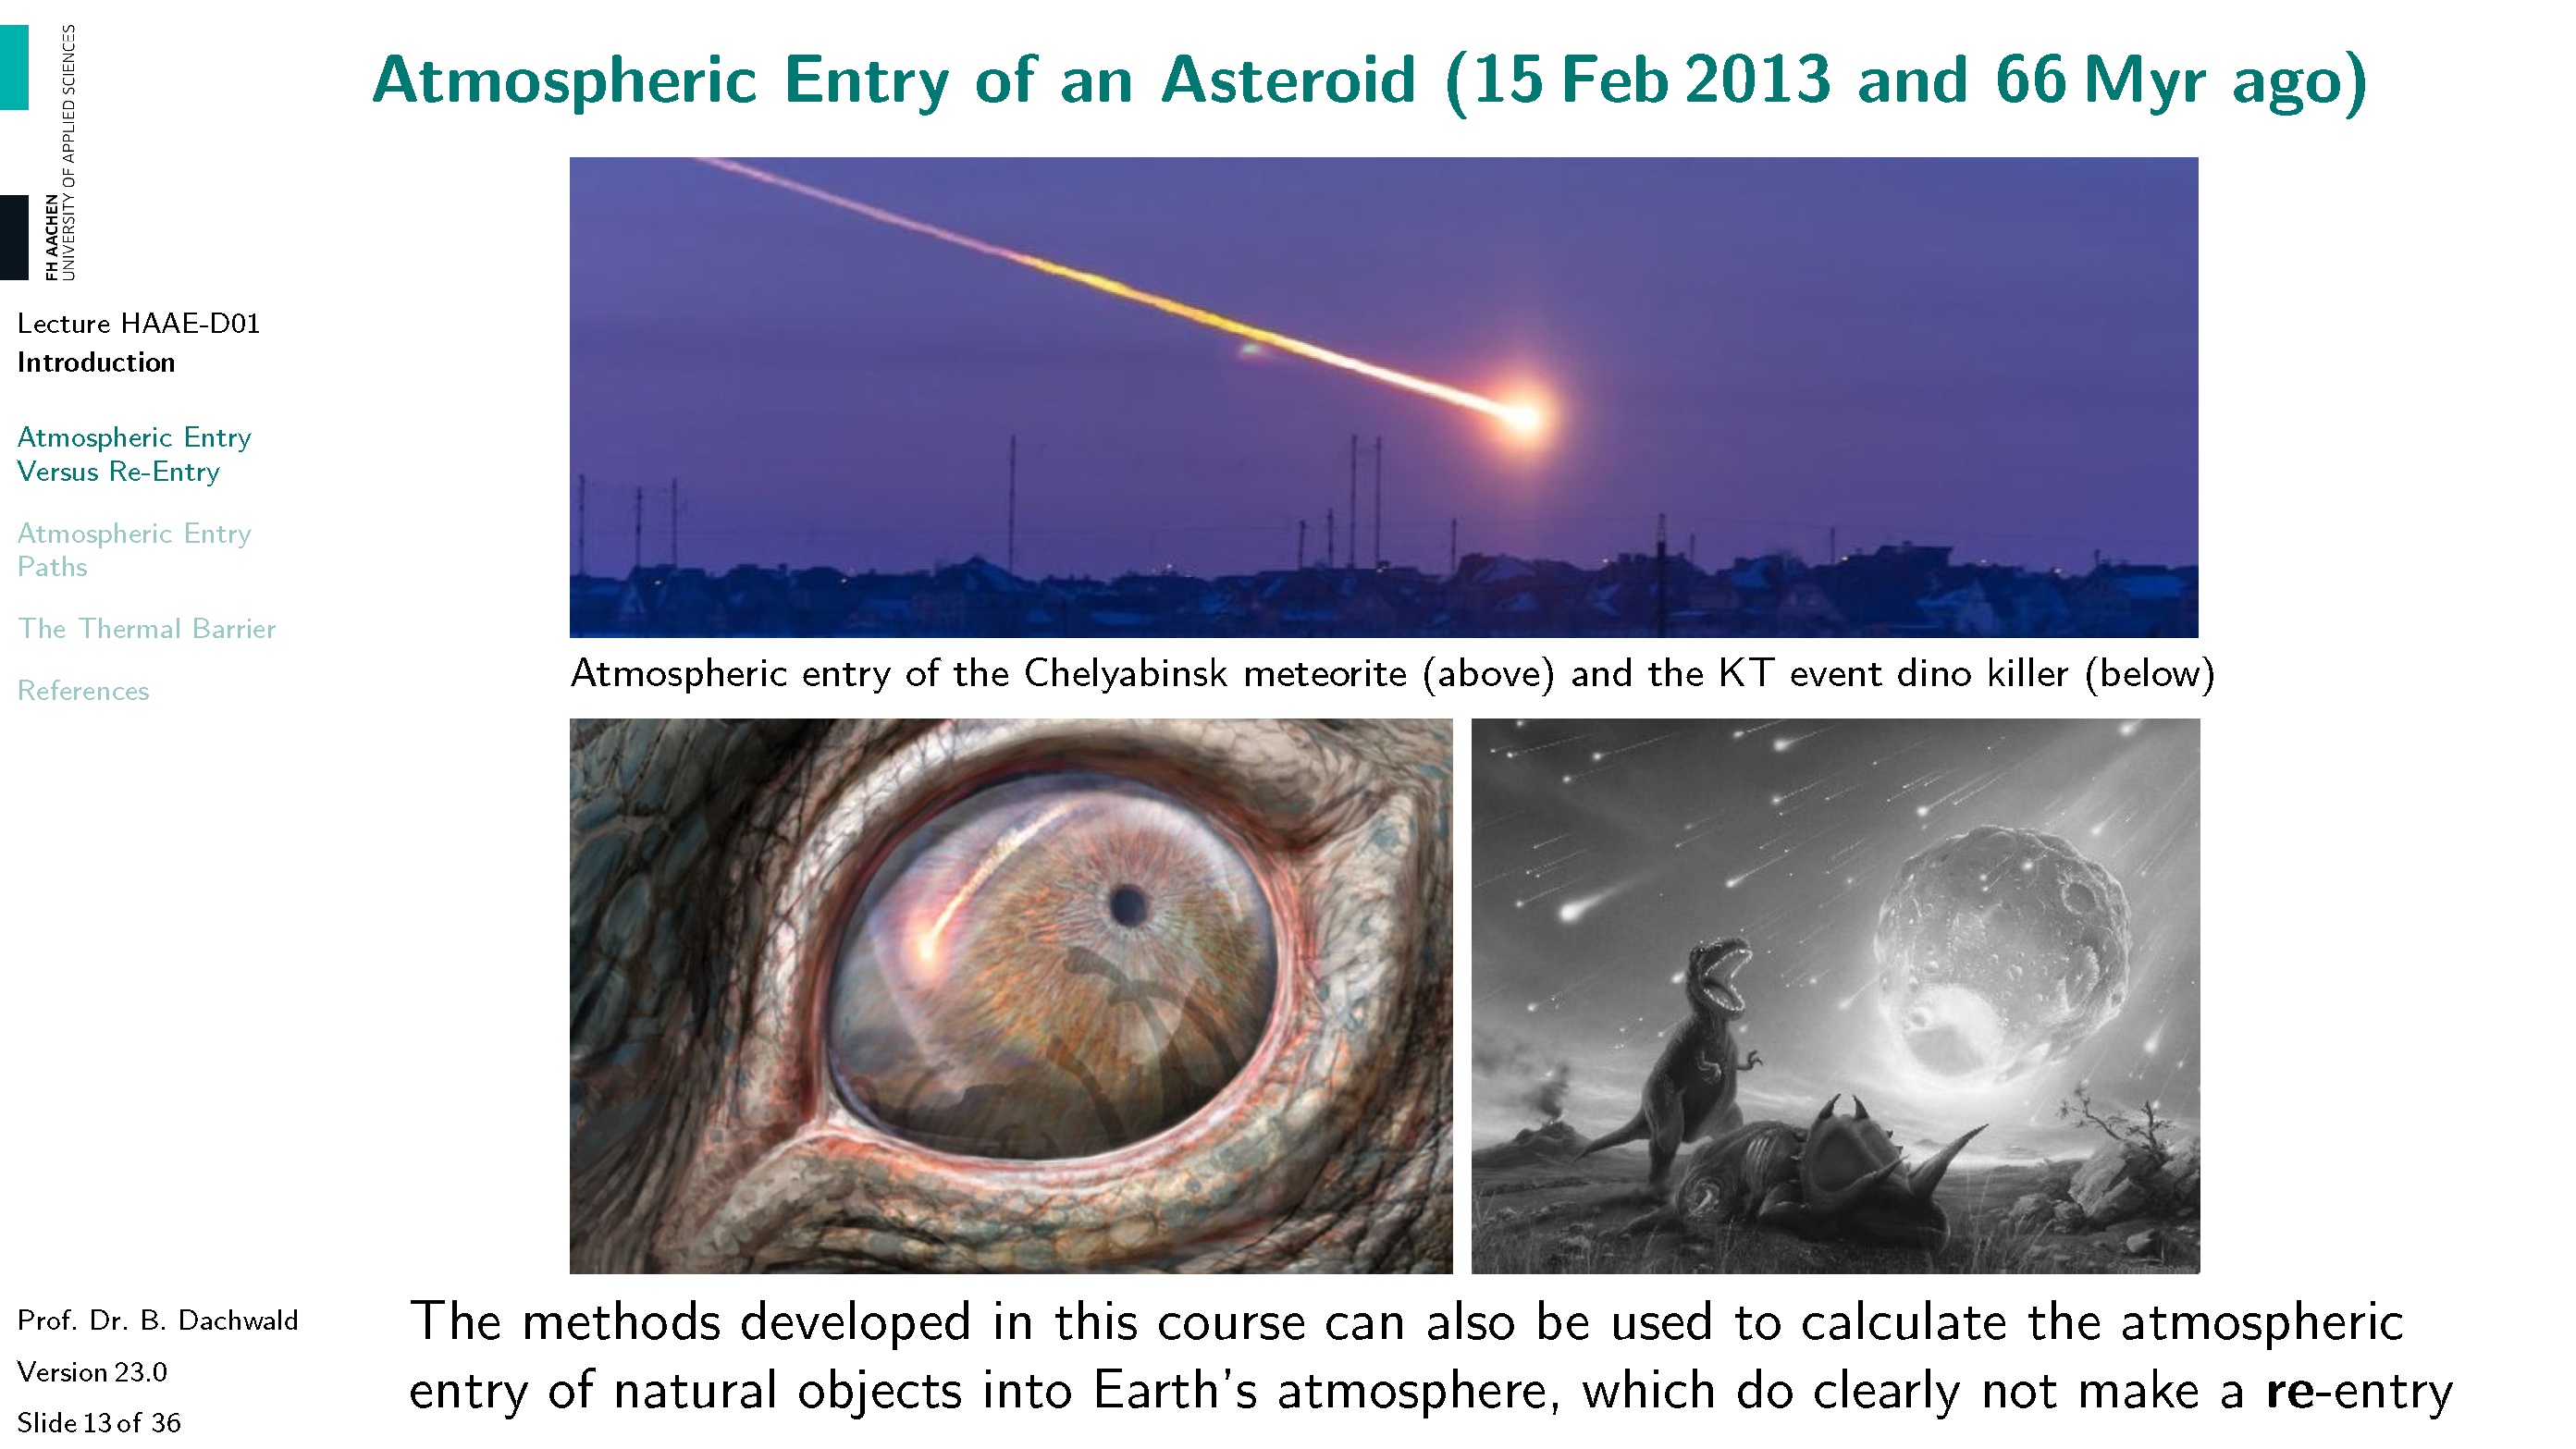 FH AACHEN
UNIVERSITY OF APPLIED SCIENCES
Lecture HAAE-D01
Introduction
Atmospheric Entry
Versus Re-Entry
Atmospheric Entry
Paths
The Thermal Barrier
References
Prof. Dr. B. Dachwald
Version 23.0
Slide 13 of 36
Atmospheric Entry of an Asteroid (15 Feb 2013 and 66 Myr ago)
Atmospheric entry of the Chelyabinsk meteorite (above) and the KT event dino killer (below)
The methods developed in this course can also be used to calculate the atmospheric
entry of natural objects into Earth's atmosphere, which do clearly not make a re-entry